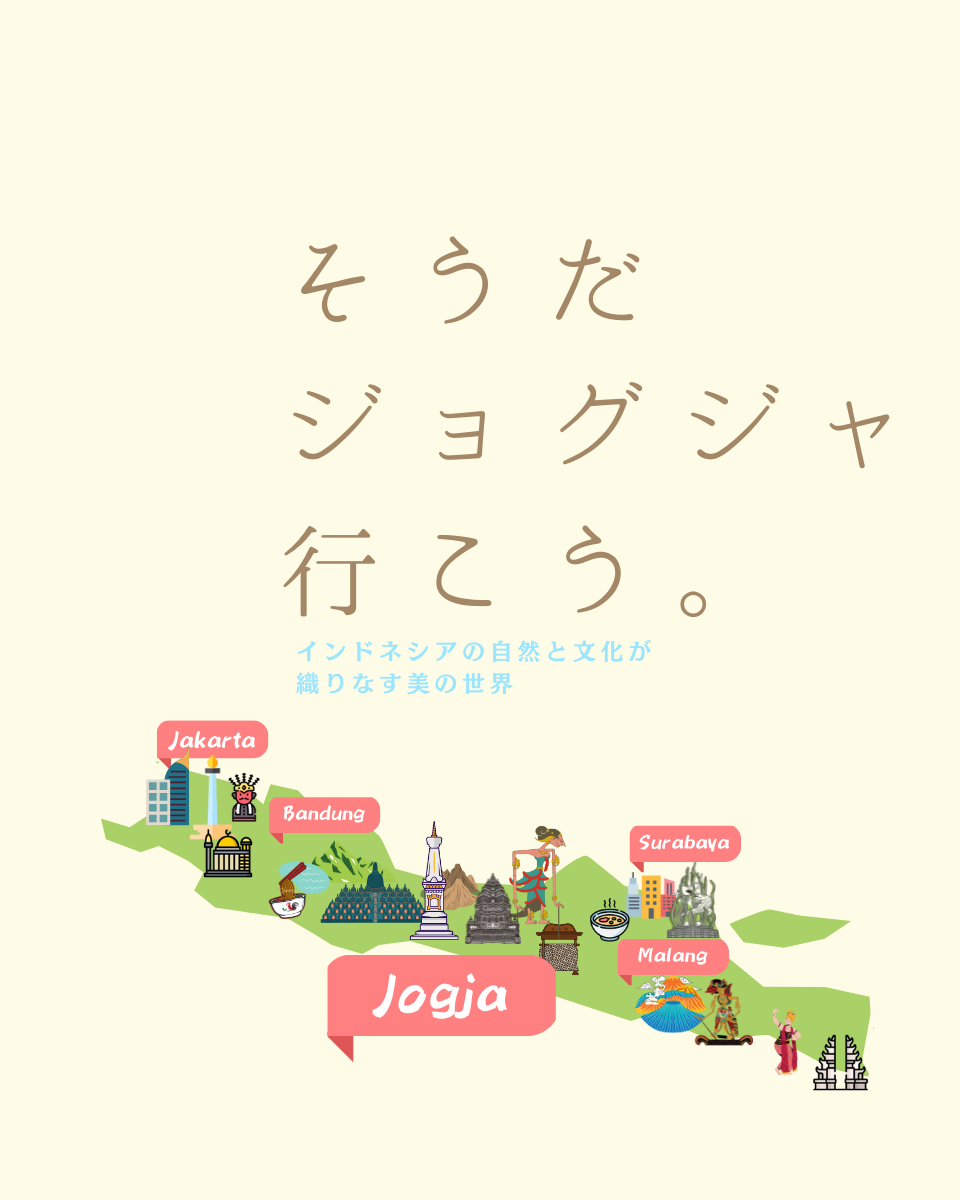 そうだ
ジョグジャ
行こう。
インドネシアの自然と文化が
織りなす美の世界
Jakarta
Bandung
Surabaya
Malang
Jogja